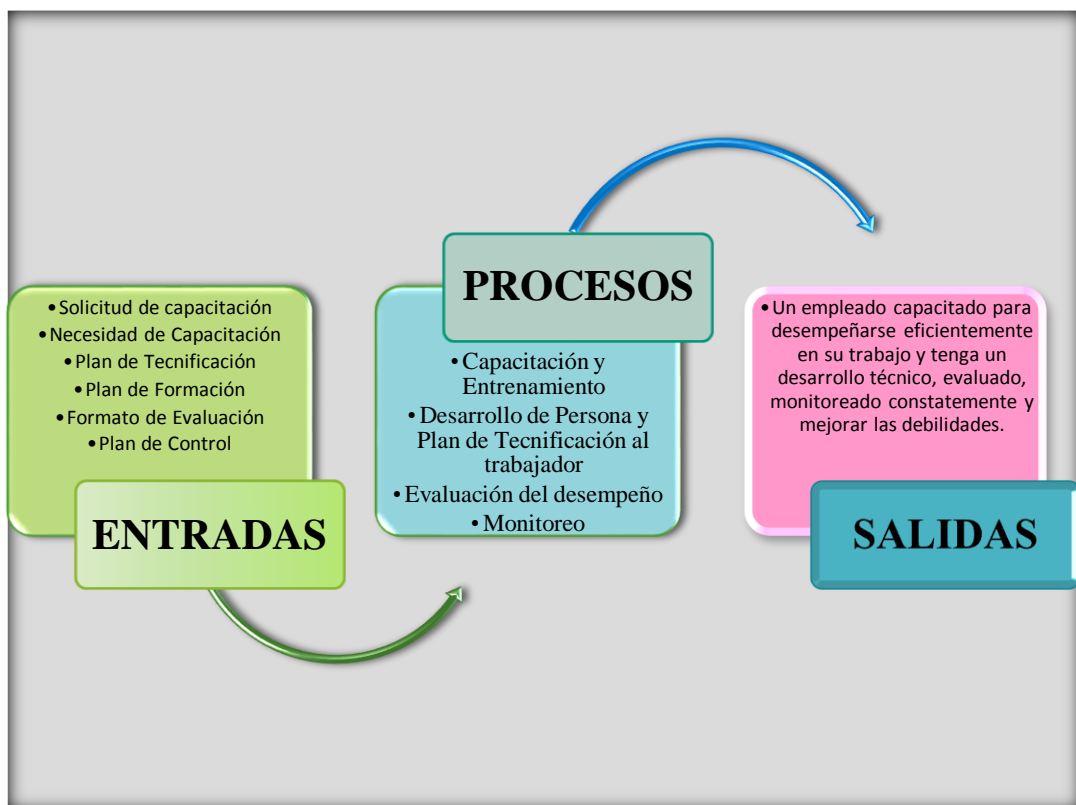 •Solicitud de capacitación
•Necesidad de Capacitación
•Plan de Tecnificación
•Plan de Formación
•Formato de Evaluación
•Plan de Control
ENTRADAS
PROCESOS
•Capacitación y
Entrenamiento
•Desarrollo de Persona y
Plan de Tecnificación al
trabajador
•Evaluación del desempeño
•Monitoreo
•Un empleado capacitado para
desempeñarse eficientemente
en su trabajo y tenga un
desarrollo técnico, evaluado,
monitoreado constatemente y
mejorar las debilidades.
SALIDAS